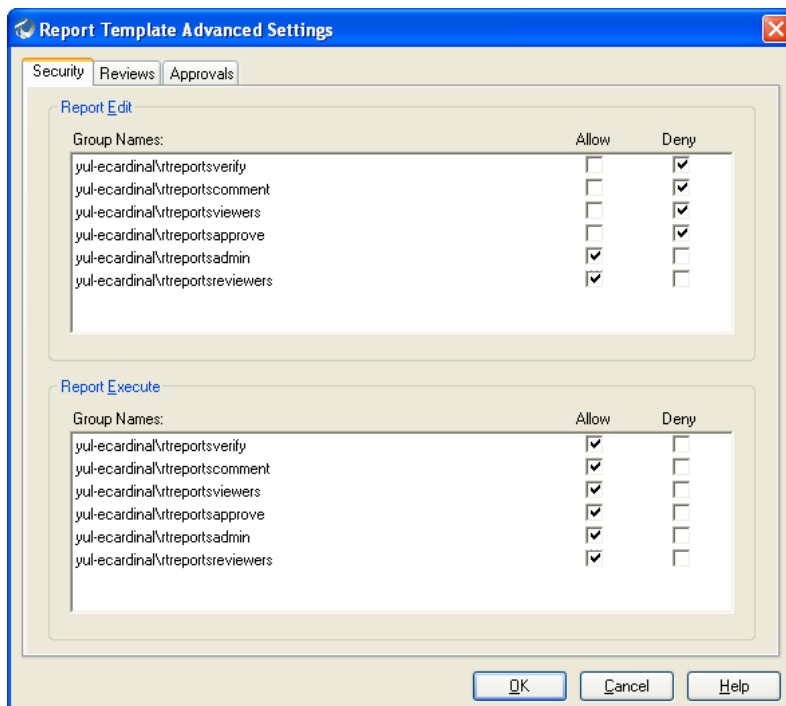 Report Template Advanced Settings
Security Reviews Approvals
Report Edit
Group Names: Allow Deny
yul-ecardinal\rtreportsverify
yul-ecardinal\rtreportscomment
yul-ecardinal\rtreportsviewers
yul-ecardinal\rtreportsapprove
yul-ecardinal\rtreportsadmin
yul-ecardinal\rtreportsreviewers
Report Execute
Group Names: Allow Deny
yul-ecardinal\rtreportsverify
yul-ecardinal\rtreportscomment
yul-ecardinal\rtreportsviewers
yul-ecardinal\rtreportsapprove
yul-ecardinal\rtreportsadmin
yul-ecardinal\rtreportsreviewers
OK Cancel Help